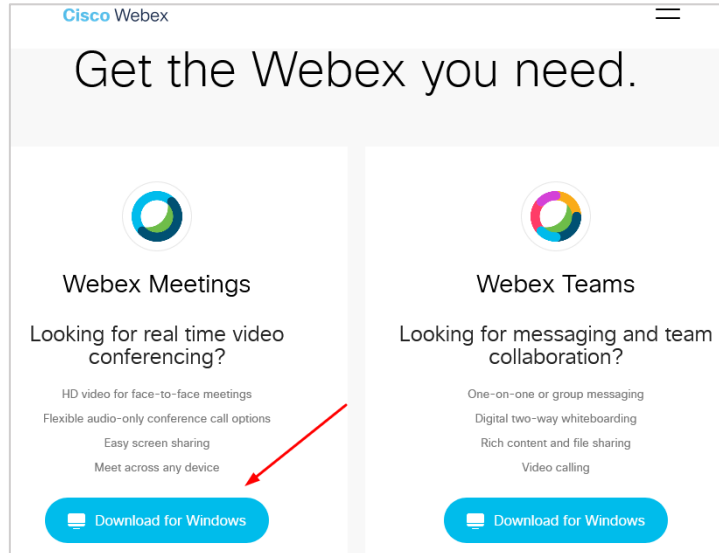 Cisco Webex
Get the Webex you need.
Webex Meetings
Looking for real time video
conferencing?
HD video for face-to-face meetings
Flexible audio-only conference call options
Easy screen sharing
Meet across any device
Download for Windows
Webex Teams
Looking for messaging and team
collaboration?
One-on-one or group messaging
Digital two-way whiteboarding
Rich content and file sharing
Video calling
Download for Windows